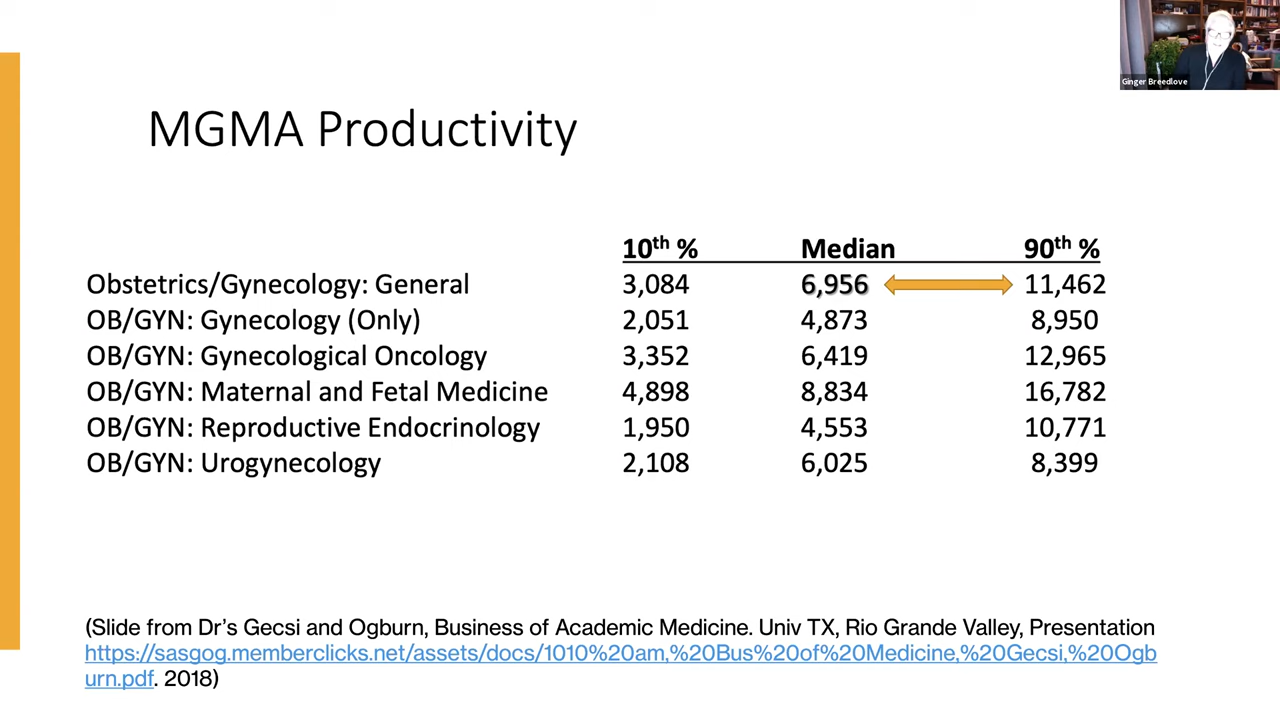 Ginger Breedlove
MGMA Productivity
10th % Median 90th %
Obstetrics/Gynecology: General 3,084 6,956 11,462
OB/GYN: Gynecology (Only) 2,051 4,873 8,950
OB/GYN: Gynecological Oncology 3,352 6,419 12,965
OB/GYN: Maternal and Fetal Medicine 4,898 8,834 16,782
OB/GYN: Reproductive Endocrinology 1,950 4,553 10,771
OB/GYN: Urogynecology 2,108 6,025 8,399
(Slide from Dr's Gecsi and Ogburn, Business of Academic Medicine. Univ TX, Rio Grande Valley, Presentation
https://sasgog.memberclicks.net/assets/docs/1010%20am,%20Bus%20of%20Medicine,%20Gecsi,%20Ogb
urn.pdf. 2018)